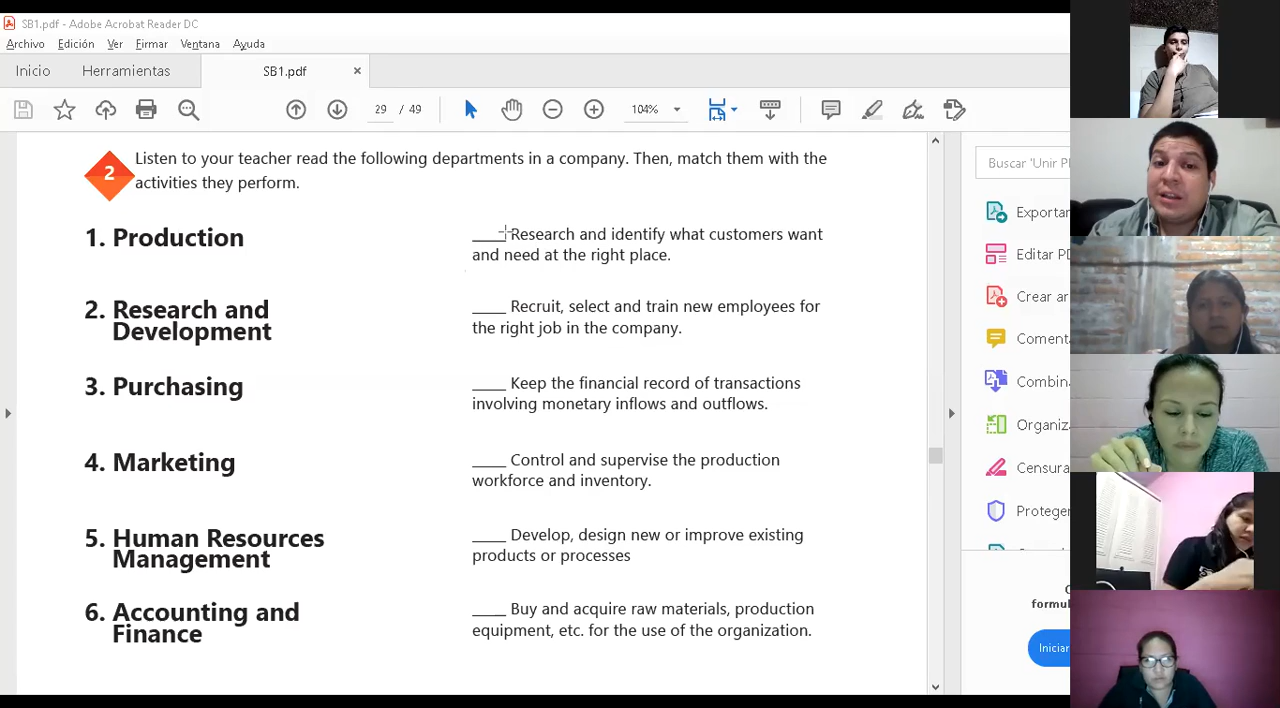 SB1.pdf - Adobe Acrobat Reader DC
Archivo Edición Ver Firmar Ventana Ayuda
Inicio Herramientas SB1.pdf ×
29 / 49 104%
2 Listen to your teacher read the following departments in a company. Then, match them with the
activities they perform.
1. Production
____ Research and identify what customers want
and need at the right place.
2. Research and
Development
____ Recruit, select and train new employees for
the right job in the company.
3. Purchasing
____ Keep the financial record of transactions
involving monetary inflows and outflows.
4. Marketing
____ Control and supervise the production
workforce and inventory.
5. Human Resources
Management
____ Develop, design new or improve existing
products or processes
6. Accounting and
Finance
____ Buy and acquire raw materials, production
equipment, etc. for the use of the organization.
Buscar 'Unir P
Exportar
Editar PD
Crear ar
Comenta
Combin
Organiz
Censura
Proteger
formul
Iniciar